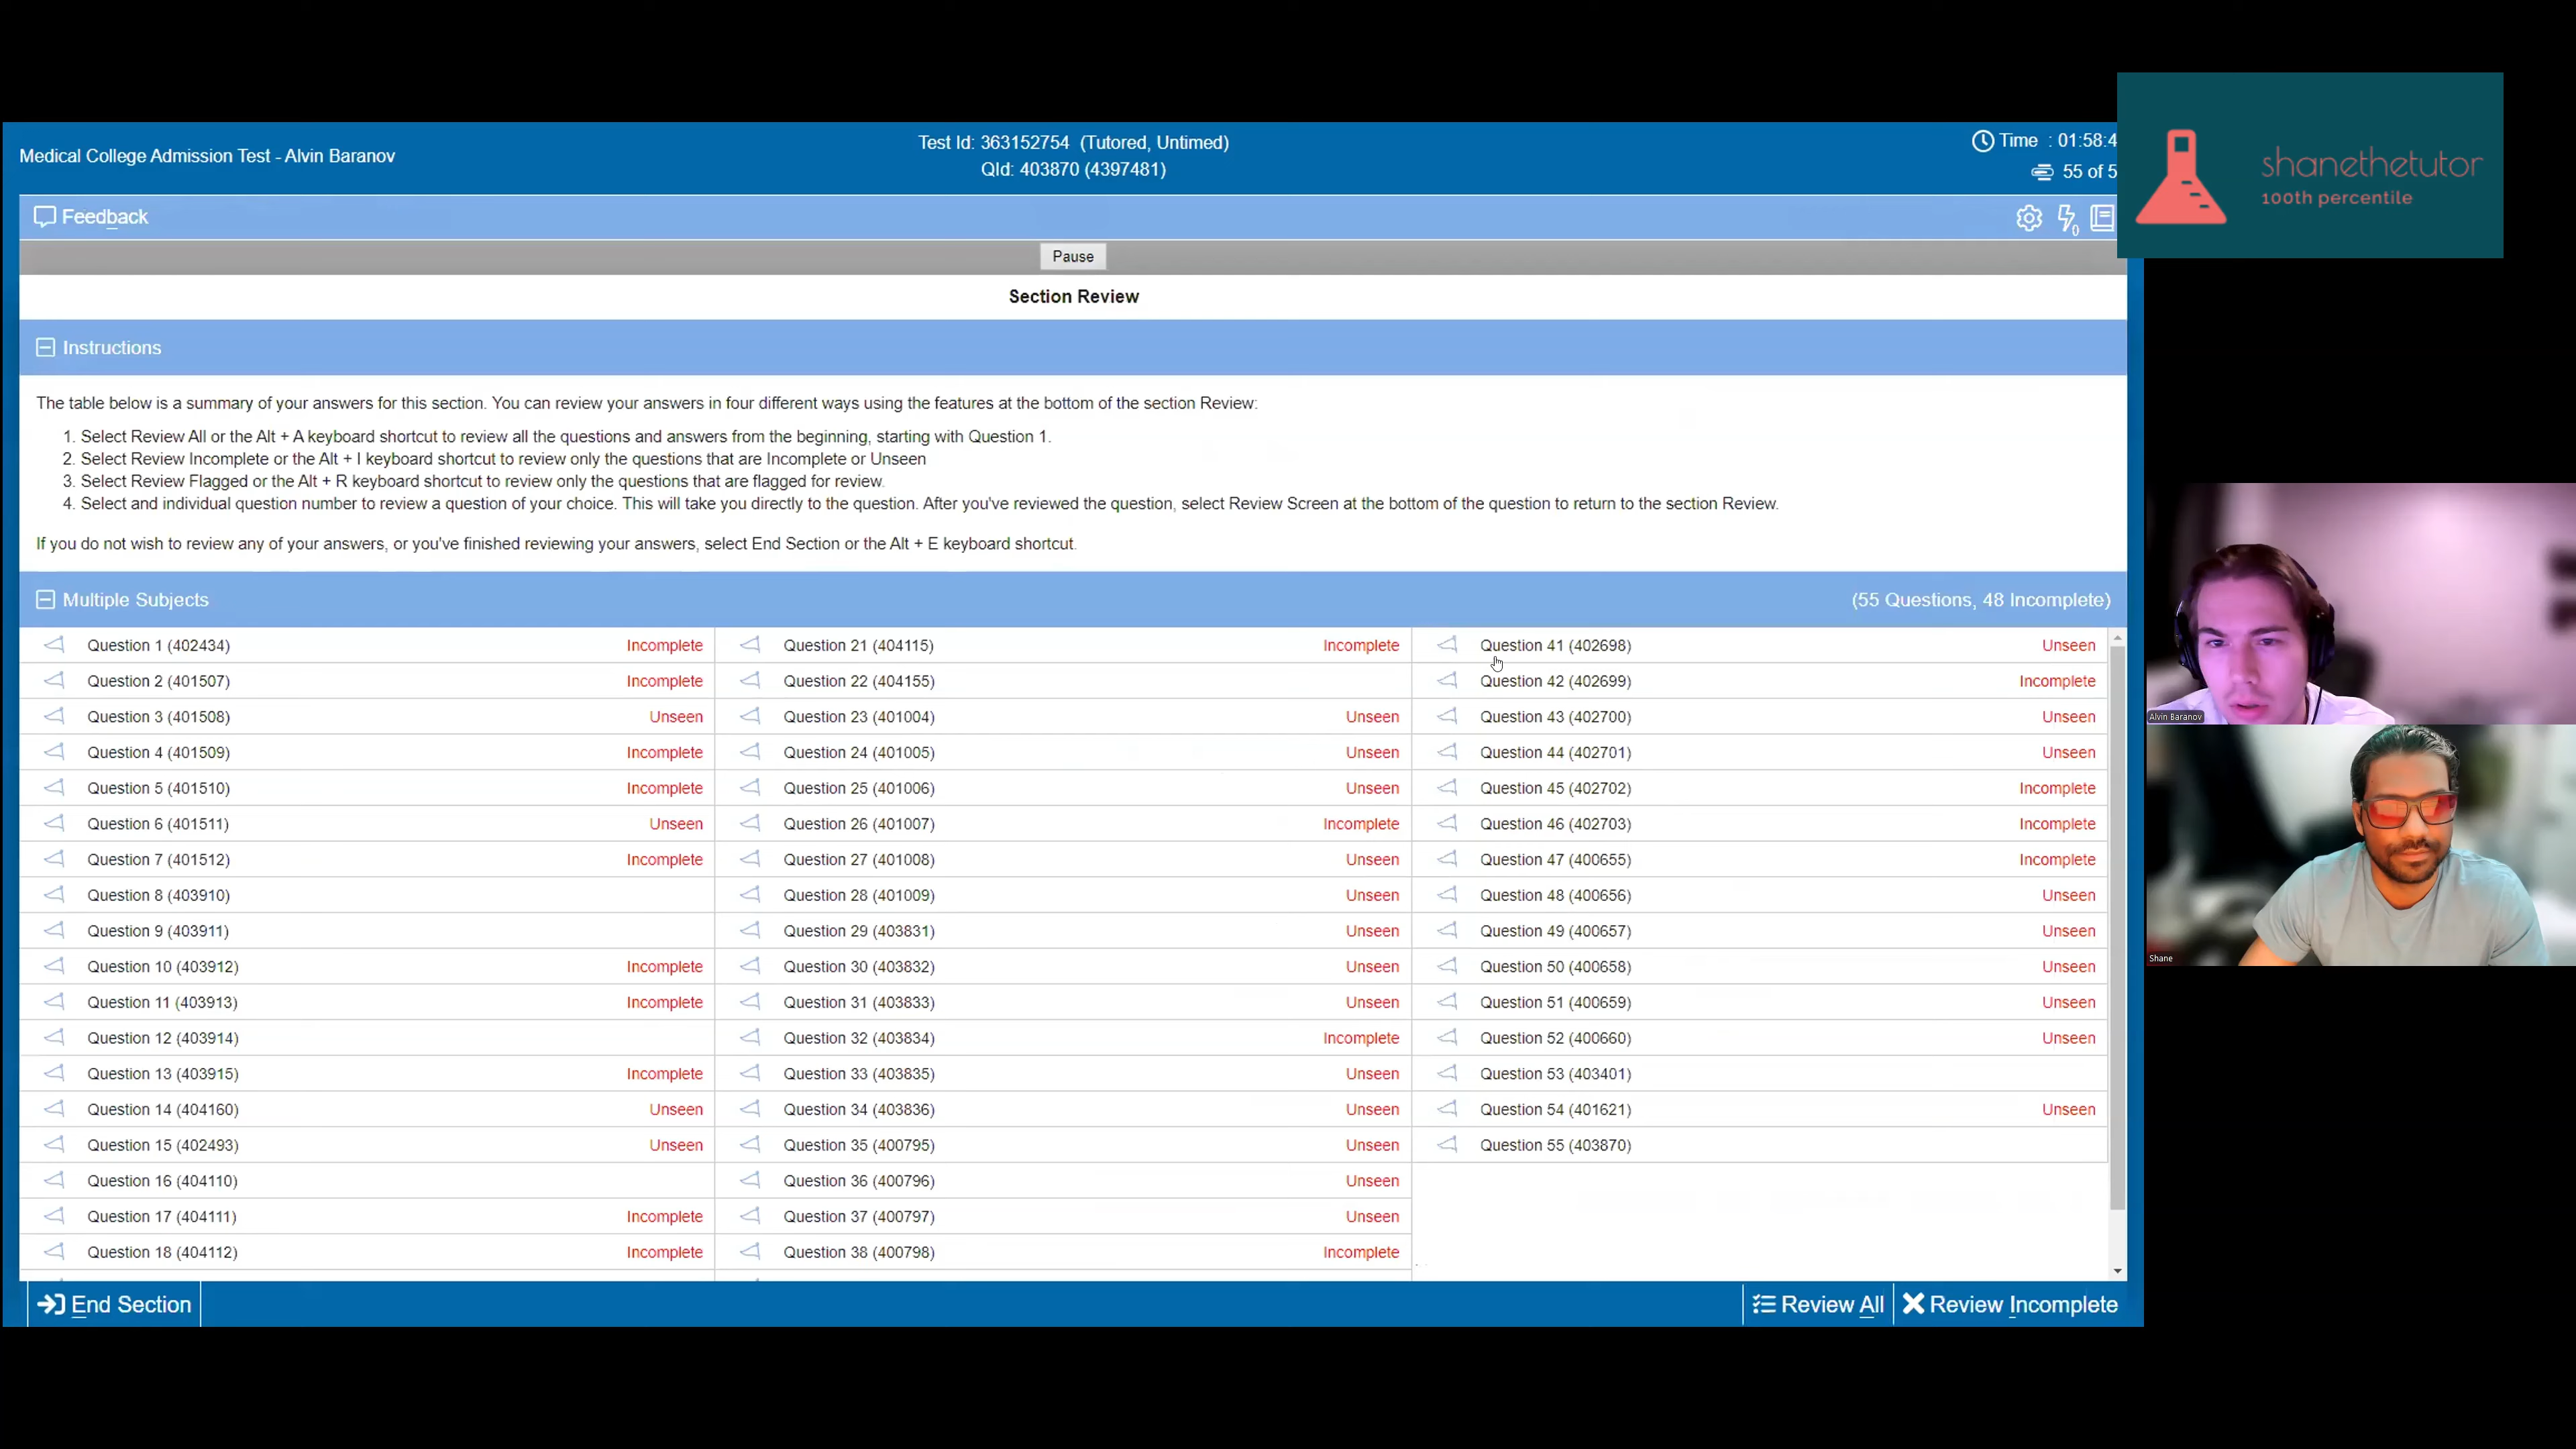 Medical College Admission Test - Alvin Baranov
Test Id: 363152754 (Tutored, Untimed)
QId: 403870 (4397481)
Time : 01:58:4
55 of 5
shanethetutor
100th percentile
Feedback
0
Pause
Section Review
Instructions
The table below is a summary of your answers for this section. You can review your answers in four different ways using the features at the bottom of the section Review:
1. Select Review All or the Alt + A keyboard shortcut to review all the questions and answers from the beginning, starting with Question 1.
2. Select Review Incomplete or the Alt + I keyboard shortcut to review only the questions that are Incomplete or Unseen
3. Select Review Flagged or the Alt + R keyboard shortcut to review only the questions that are flagged for review.
4. Select and individual question number to review a question of your choice. This will take you directly to the question. After you've reviewed the question, select Review Screen at the bottom of the question to return to the section Review.
If you do not wish to review any of your answers, or you've finished reviewing your answers, select End Section or the Alt + E keyboard shortcut.
Multiple Subjects (55 Questions, 48 Incomplete)
Question 1 (402434) Incomplete
Question 2 (401507) Incomplete
Question 3 (401508) Unseen
Question 4 (401509) Incomplete
Question 5 (401510) Incomplete
Question 6 (401511) Unseen
Question 7 (401512) Incomplete
Question 8 (403910)
Question 9 (403911)
Question 10 (403912) Incomplete
Question 11 (403913) Incomplete
Question 12 (403914)
Question 13 (403915) Incomplete
Question 14 (404160) Unseen
Question 15 (402493) Unseen
Question 16 (404110)
Question 17 (404111) Incomplete
Question 18 (404112) Incomplete
Question 21 (404115) Incomplete
Question 22 (404155)
Question 23 (401004) Unseen
Question 24 (401005) Unseen
Question 25 (401006) Unseen
Question 26 (401007) Incomplete
Question 27 (401008) Unseen
Question 28 (401009) Unseen
Question 29 (403831) Unseen
Question 30 (403832) Unseen
Question 31 (403833) Unseen
Question 32 (403834) Incomplete
Question 33 (403835) Unseen
Question 34 (403836) Unseen
Question 35 (400795) Unseen
Question 36 (400796) Unseen
Question 37 (400797) Unseen
Question 38 (400798) Incomplete
Question 41 (402698) Unseen
Question 42 (402699) Incomplete
Question 43 (402700) Unseen
Question 44 (402701) Unseen
Question 45 (402702) Incomplete
Question 46 (402703) Incomplete
Question 47 (400655) Incomplete
Question 48 (400656) Unseen
Question 49 (400657) Unseen
Question 50 (400658) Unseen
Question 51 (400659) Unseen
Question 52 (400660) Unseen
Question 53 (403401)
Question 54 (401621) Unseen
Question 55 (403870)
Alvin Baranov
Shane
End Section
Review All
Review Incomplete